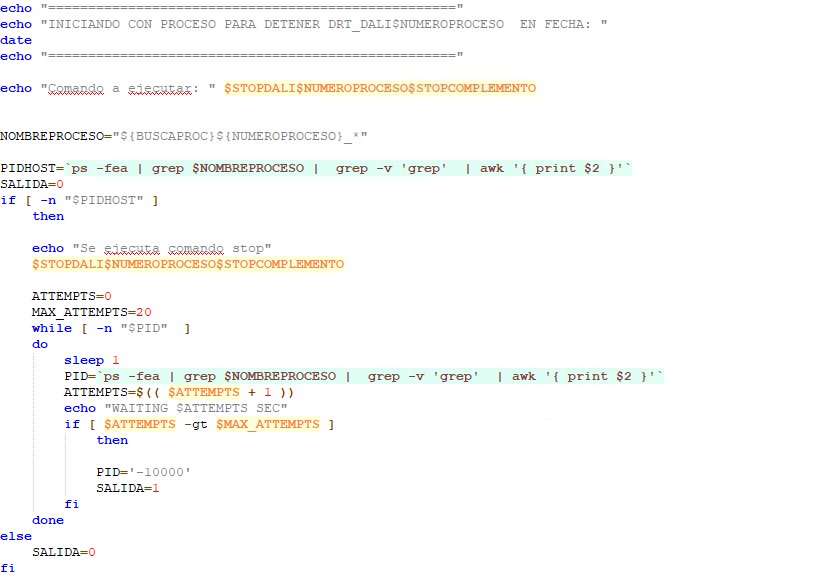 echo "==================================================="
echo "INICIANDO CON PROCESO PARA DETENER DRT_DALI$NUMEROPROCESO  EN FECHA: "
date
echo "==================================================="
echo "Comando a ejecutar: " $STOPDALI$NUMEROPROCESO$STOPCOMPLEMENTO
NOMBREPROCESO="${BUSCAPROC}${NUMEROPROCESO}_*"
PIDHOST=`ps -fea | grep $NOMBREPROCESO |  grep -v 'grep'  | awk '{ print $2 }'`
SALIDA=0
if [ -n "$PIDHOST" ]
then
echo "Se ejecuta comando stop"
$STOPDALI$NUMEROPROCESO$STOPCOMPLEMENTO
ATTEMPTS=0
MAX_ATTEMPTS=20
while [ -n "$PID"  ]
do
sleep 1
PID=`ps -fea | grep $NOMBREPROCESO |  grep -v 'grep'  | awk '{ print $2 }'`
ATTEMPTS=$(( $ATTEMPTS + 1 ))
echo "WAITING $ATTEMPTS SEC"
if [ $ATTEMPTS -gt $MAX_ATTEMPTS ]
then
PID='-10000'
SALIDA=1
fi
done
else
SALIDA=0
fi